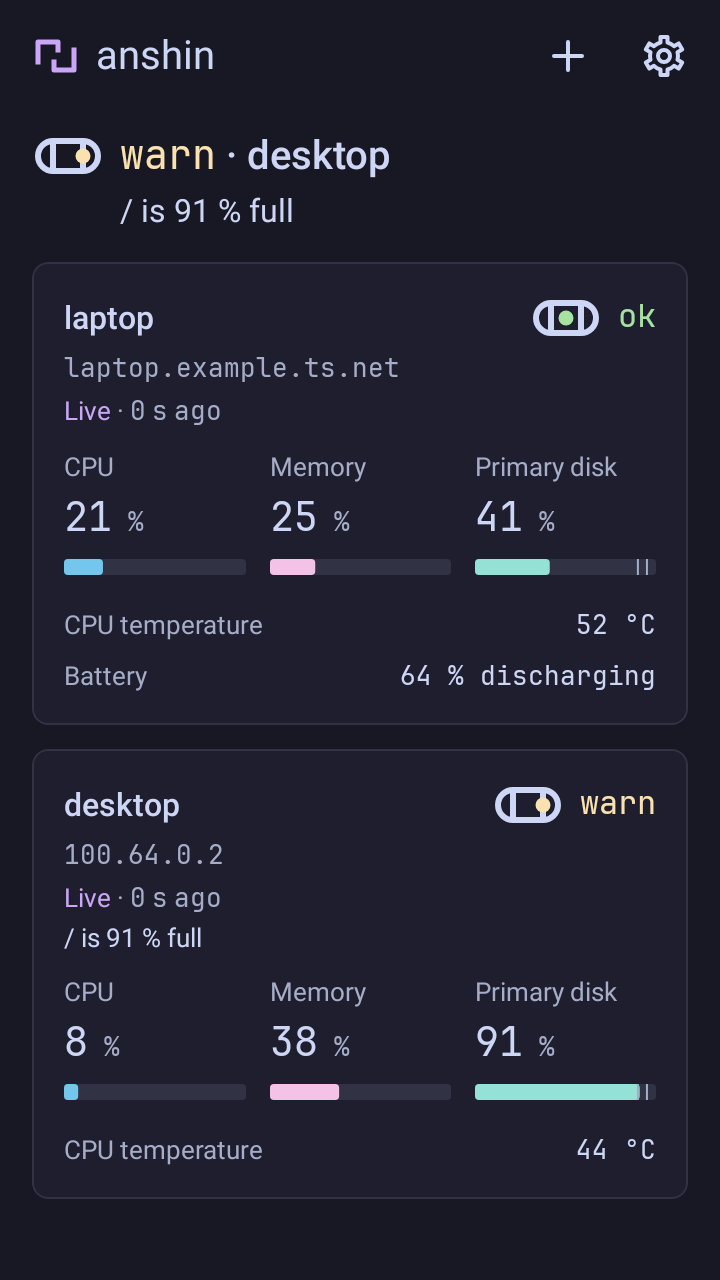 anshin
warn · desktop
/ is 91 % full
laptop
ok
laptop.example.ts.net
Live · 0 s ago
CPU Memory Primary disk
21 % 25 % 41 %
CPU temperature 52 °C
Battery 64 % discharging
desktop
warn
100.64.0.2
Live · 0 s ago
/ is 91 % full
CPU Memory Primary disk
8 % 38 % 91 %
CPU temperature 44 °C